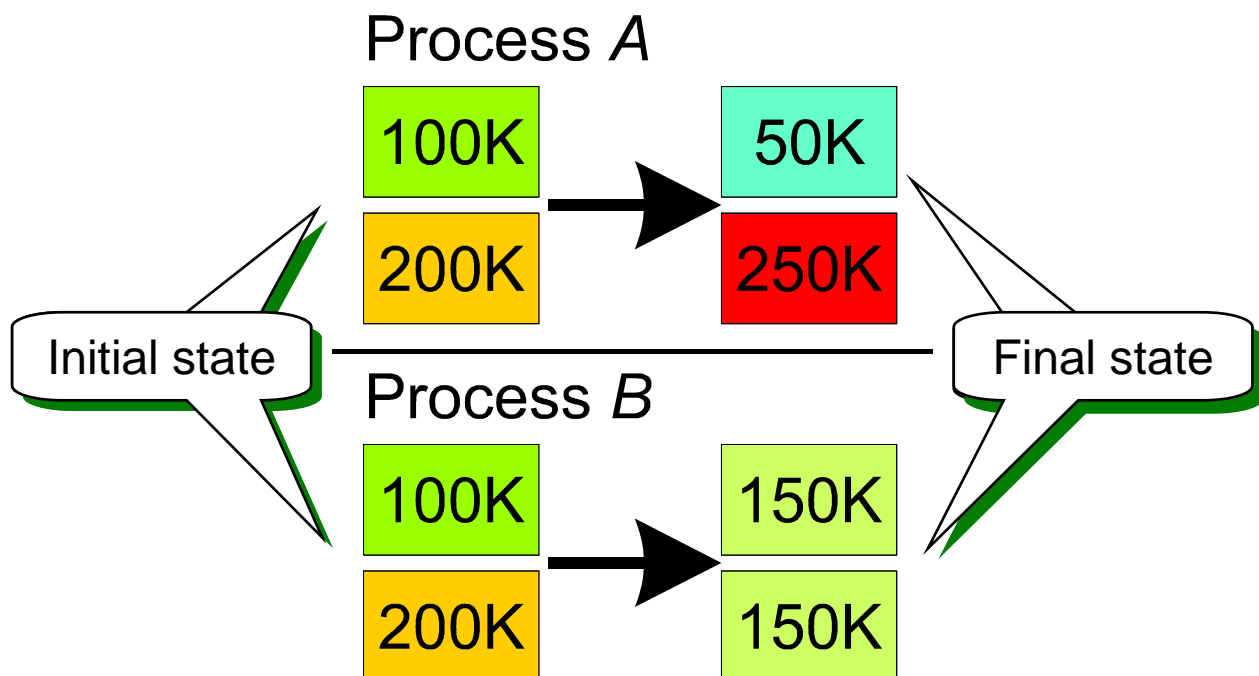 Process A
100K
50K
200K
250K
Initial state
Final state
Process B
100K
150K
200K
150K